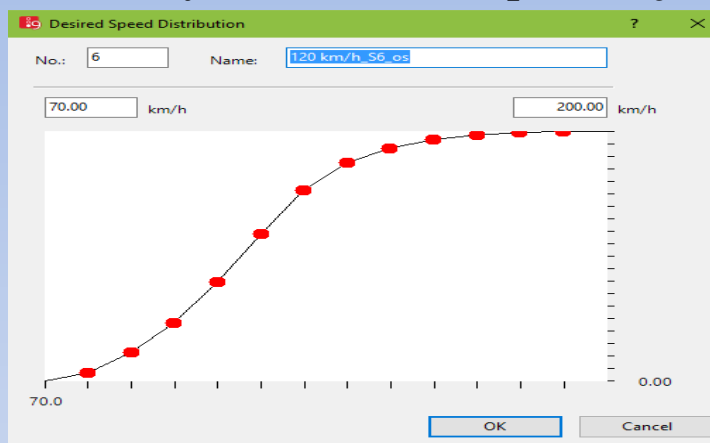 Desired Speed Distribution ?
No.: 6 Name: 120 km/h_S6_os
70.00 km/h 200.00 km/h
0.00
70.0
OK Cancel